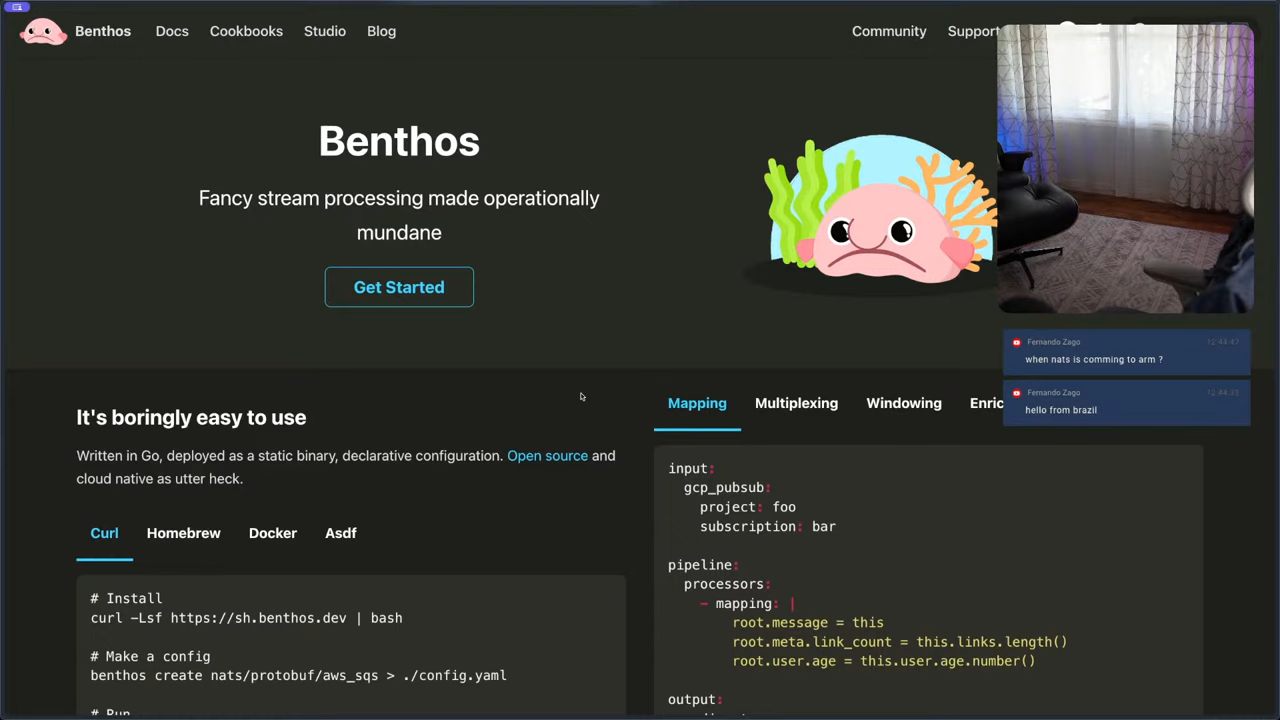 Benthos
Docs
Cookbooks
Studio
Blog
Community
Support
Benthos
Fancy stream processing made operationally
mundane
Get Started
Fernando Zago
12:44:47
when nats is comming to arm ?
Fernando Zago
hello from brazil
It's boringly easy to use
Written in Go, deployed as a static binary, declarative configuration. Open source and
cloud native as utter heck.
Curl
Homebrew
Docker
Asdf
# Install
curl -Lsf https://sh.benthos.dev | bash
# Make a config
benthos create nats/protobuf/aws_sqs > ./config.yaml
# Run
Mapping
Multiplexing
Windowing
Enric
input:
gcp_pubsub:
project: foo
subscription: bar
pipeline:
processors:
- mapping: |
root.message = this
root.meta.link_count = this.links.length()
root.user.age = this.user.age.number()
output: